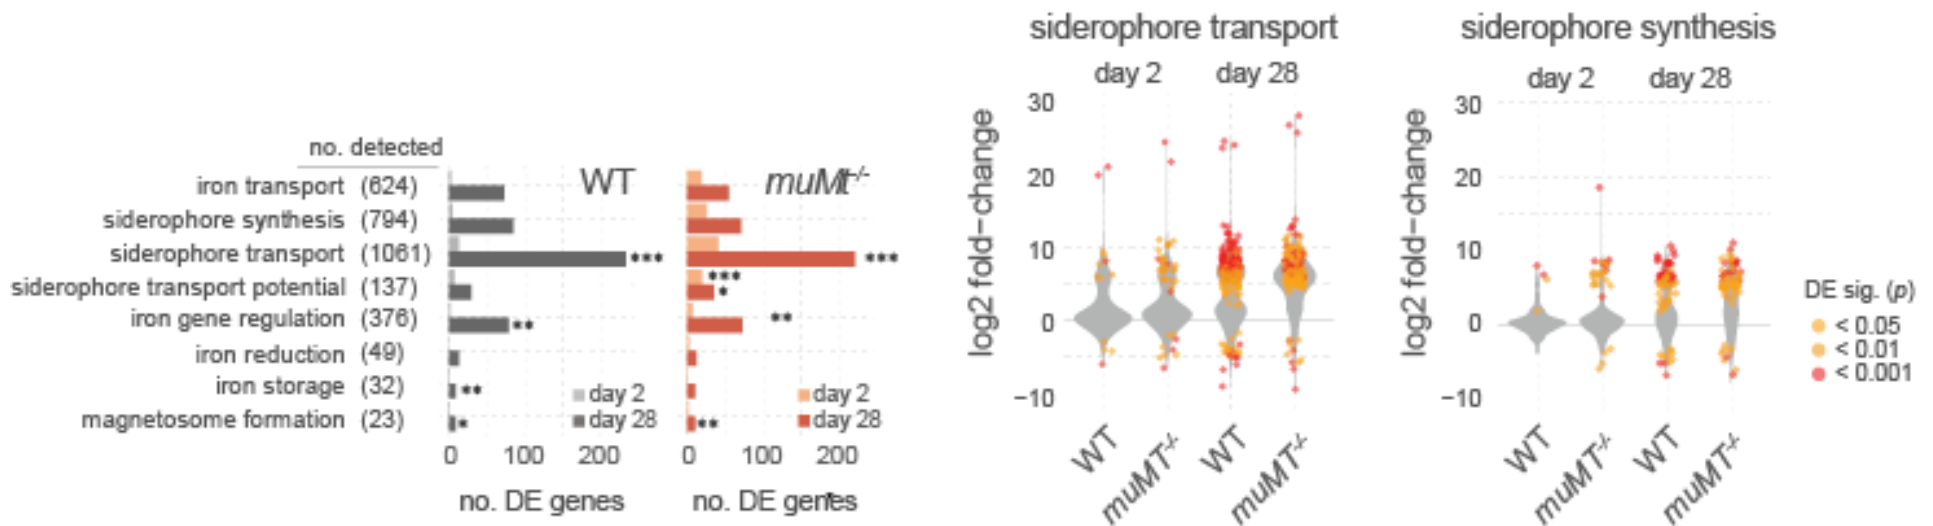 no. detected
iron transport (624)
siderophore synthesis (794)
siderophore transport (1061)
siderophore transport potential (137)
iron gene regulation (376)
iron reduction (49)
iron storage (32)
magnetosome formation (23)
WT
***
**
**
*
day 2
day 28
0 100 200
no. DE genes
muMt-/-
***
***
*
**
**
day 2
day 28
0 100 200
no. DE genes
siderophore transport
day 2 day 28
log2 fold-change
30
20
10
0
-10
WT
muMT-/-
WT
muMT-/-
siderophore synthesis
day 2 day 28
log2 fold-change
30
20
10
0
-10
WT
muMT-/-
WT
muMT-/-
DE sig. (p)
< 0.05
< 0.01
< 0.001